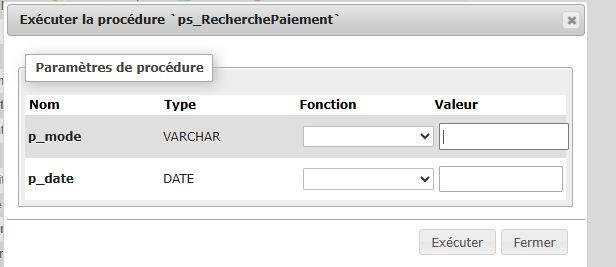 Exécuter la procédure `ps_RecherchePaiement`
Paramètres de procédure
Nom Type Fonction Valeur
p_mode VARCHAR
p_date DATE
Exécuter Fermer